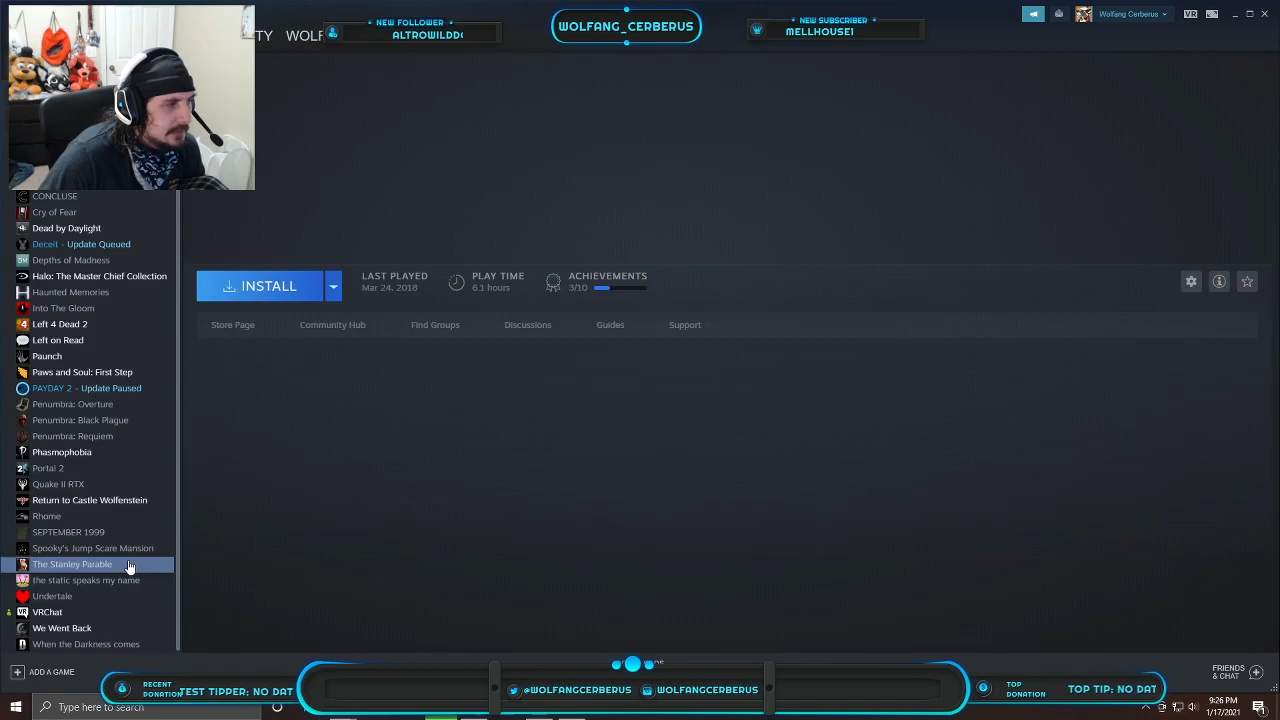 NEW FOLLOWER
ALTROWILDD
WOLFANG_CERBERUS
NEW SUBSCRIBER
MELLHOUSE1
TY WOLF
Wolfang Cerberus
CONCLUSE
Cry of Fear
Dead by Daylight
Deceit - Update Queued
Depths of Madness
Halo: The Master Chief Collection
Haunted Memories
Into The Gloom
Left 4 Dead 2
Left on Read
Paunch
Paws and Soul: First Step
PAYDAY 2 - Update Paused
Penumbra: Overture
Penumbra: Black Plague
Penumbra: Requiem
Phasmophobia
Portal 2
Quake II RTX
Return to Castle Wolfenstein
Rhome
SEPTEMBER 1999
Spooky's Jump Scare Mansion
The Stanley Parable
the static speaks my name
Undertale
VRChat
We Went Back
When the Darkness comes
INSTALL
LAST PLAYED
Mar 24, 2018
PLAY TIME
6.1 hours
ACHIEVEMENTS
3/10
Store Page Community Hub Find Groups Discussions Guides Support
ADD A GAME
FRIENDS
& CHAT
RECENT
DONATION
TEST TIPPER: NO DAT
@WOLFANGCERBERUS
WOLFANGCERBERUS
TOP
DONATION
TOP TIP: NO DAT
Type here to search
9:26 PM
1/17/2021